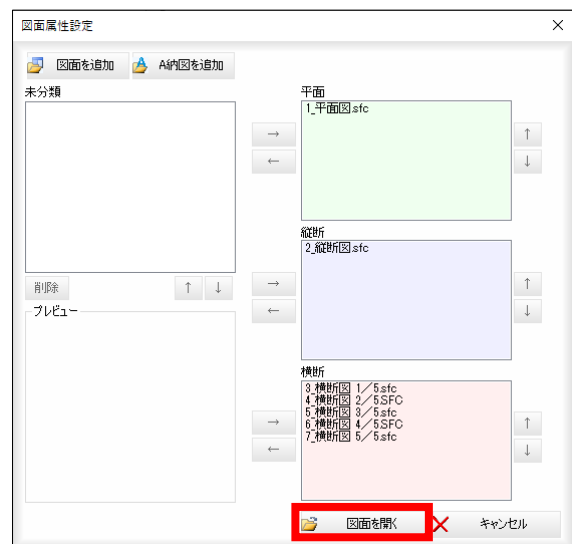 図面属性設定
図面を追加 A納図を追加
未分類
平面
1_平面図.sfc
→
←
↑
↓
縦断
2_縦断図.sfc
削除
↑ ↓
→
←
↑
↓
プレビュー
横断
3_横断図 1／5.sfc
4_横断図 2／5.SFC
5_横断図 3／5.sfc
6_横断図 4／5.SFC
7_横断図 5／5.sfc
→
←
↑
↓
図面を開く キャンセル